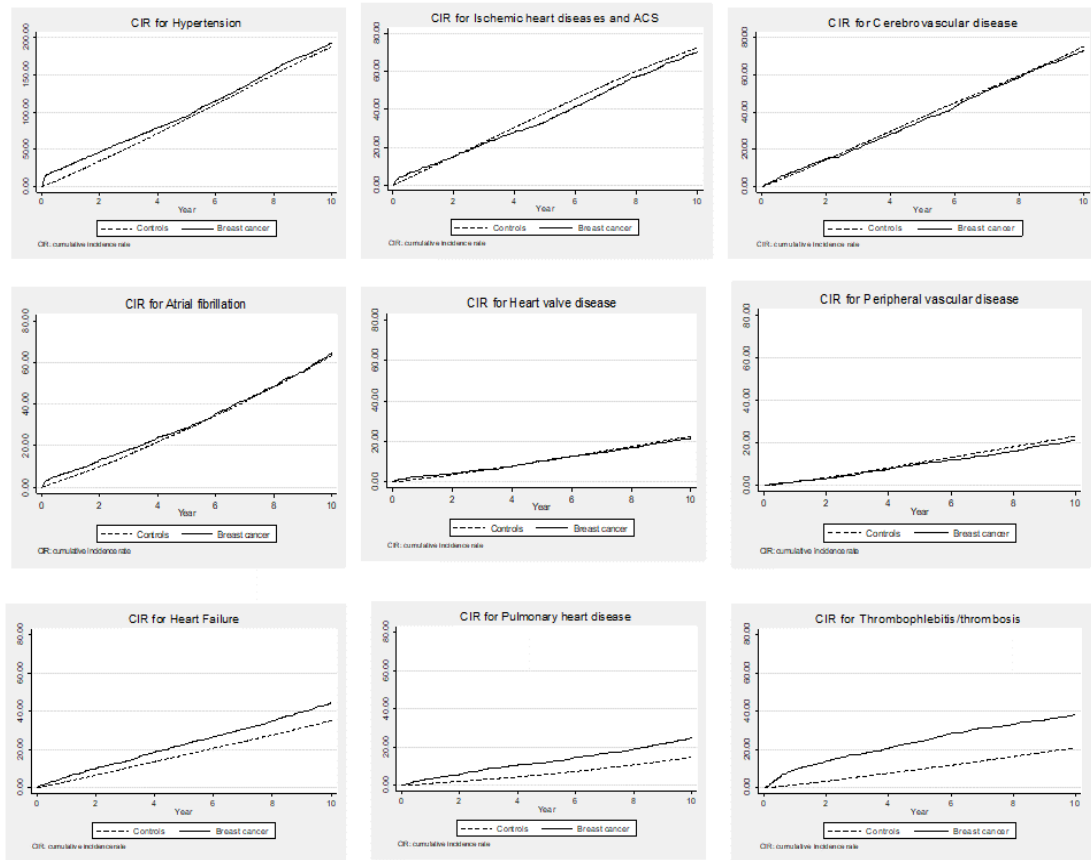 CIR for Hypertension
200.00
150.00
100.00
50.00
0.00
0 2 4 6 8 10
Year
Controls Breast cancer
CIR: cumulative incidence rate
CIR for Ischemic heart diseases and ACS
80.00
60.00
40.00
20.00
0.00
0 2 4 6 8 10
Year
Controls Breast cancer
CIR: cumulative incidence rate
CIR for Cerebrovascular disease
80.00
60.00
40.00
20.00
0.00
0 2 4 6 8 10
Year
Controls Breast cancer
CIR: cumulative incidence rate
CIR for Atrial fibrillation
80.00
60.00
40.00
20.00
0.00
0 2 4 6 8 10
Year
Controls Breast cancer
CIR: cumulative incidence rate
CIR for Heart valve disease
80.00
60.00
40.00
20.00
0.00
0 2 4 6 8 10
Year
Controls Breast cancer
CIR: cumulative incidence rate
CIR for Peripheral vascular disease
80.00
60.00
40.00
20.00
0.00
0 2 4 6 8 10
Year
Controls Breast cancer
CIR: cumulative incidence rate
CIR for Heart Failure
80.00
60.00
40.00
20.00
0.00
0 2 4 6 8 10
Year
Controls Breast cancer
CIR: cumulative incidence rate
CIR for Pulmonary heart disease
80.00
60.00
40.00
20.00
0.00
0 2 4 6 8 10
Year
Controls Breast cancer
CIR: cumulative incidence rate
CIR for Thrombophlebitis/thrombosis
80.00
60.00
40.00
20.00
0.00
0 2 4 6 8 10
Year
Controls Breast cancer
CIR: cumulative incidence rate